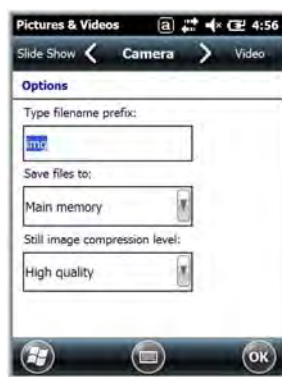 Pictures & Videos a 4:56
Slide Show Camera Video
Options
Type filename prefix:
img
Save files to:
Main memory
Still image compression level:
High quality
OK